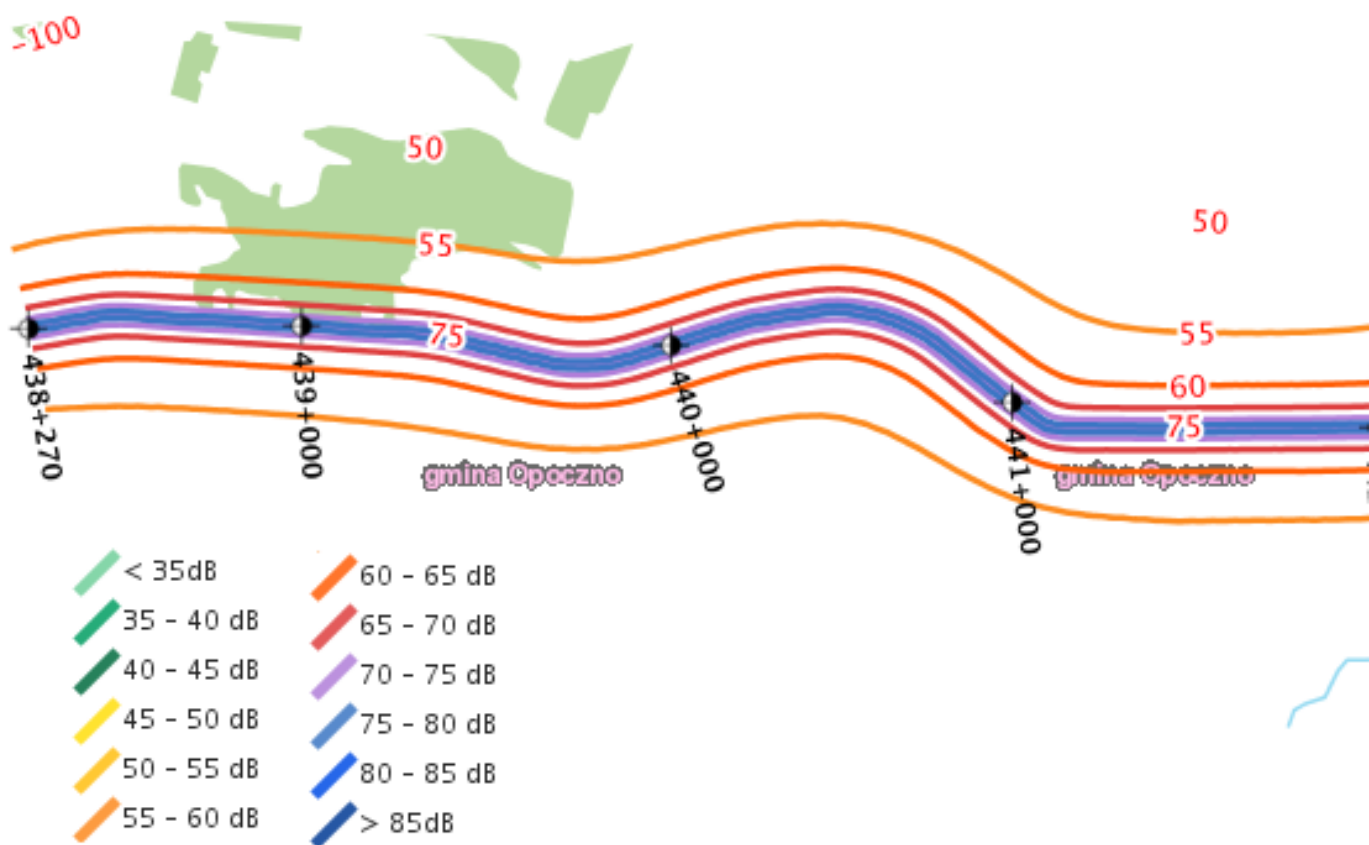 -100
50
50
55
75
55
60
75
438+270
439+000
440+000
441+000
gmina Opoczno
gmina Opoczno
< 35dB
35 - 40 dB
40 - 45 dB
45 - 50 dB
50 - 55 dB
55 - 60 dB
60 - 65 dB
65 - 70 dB
70 - 75 dB
75 - 80 dB
80 - 85 dB
> 85dB